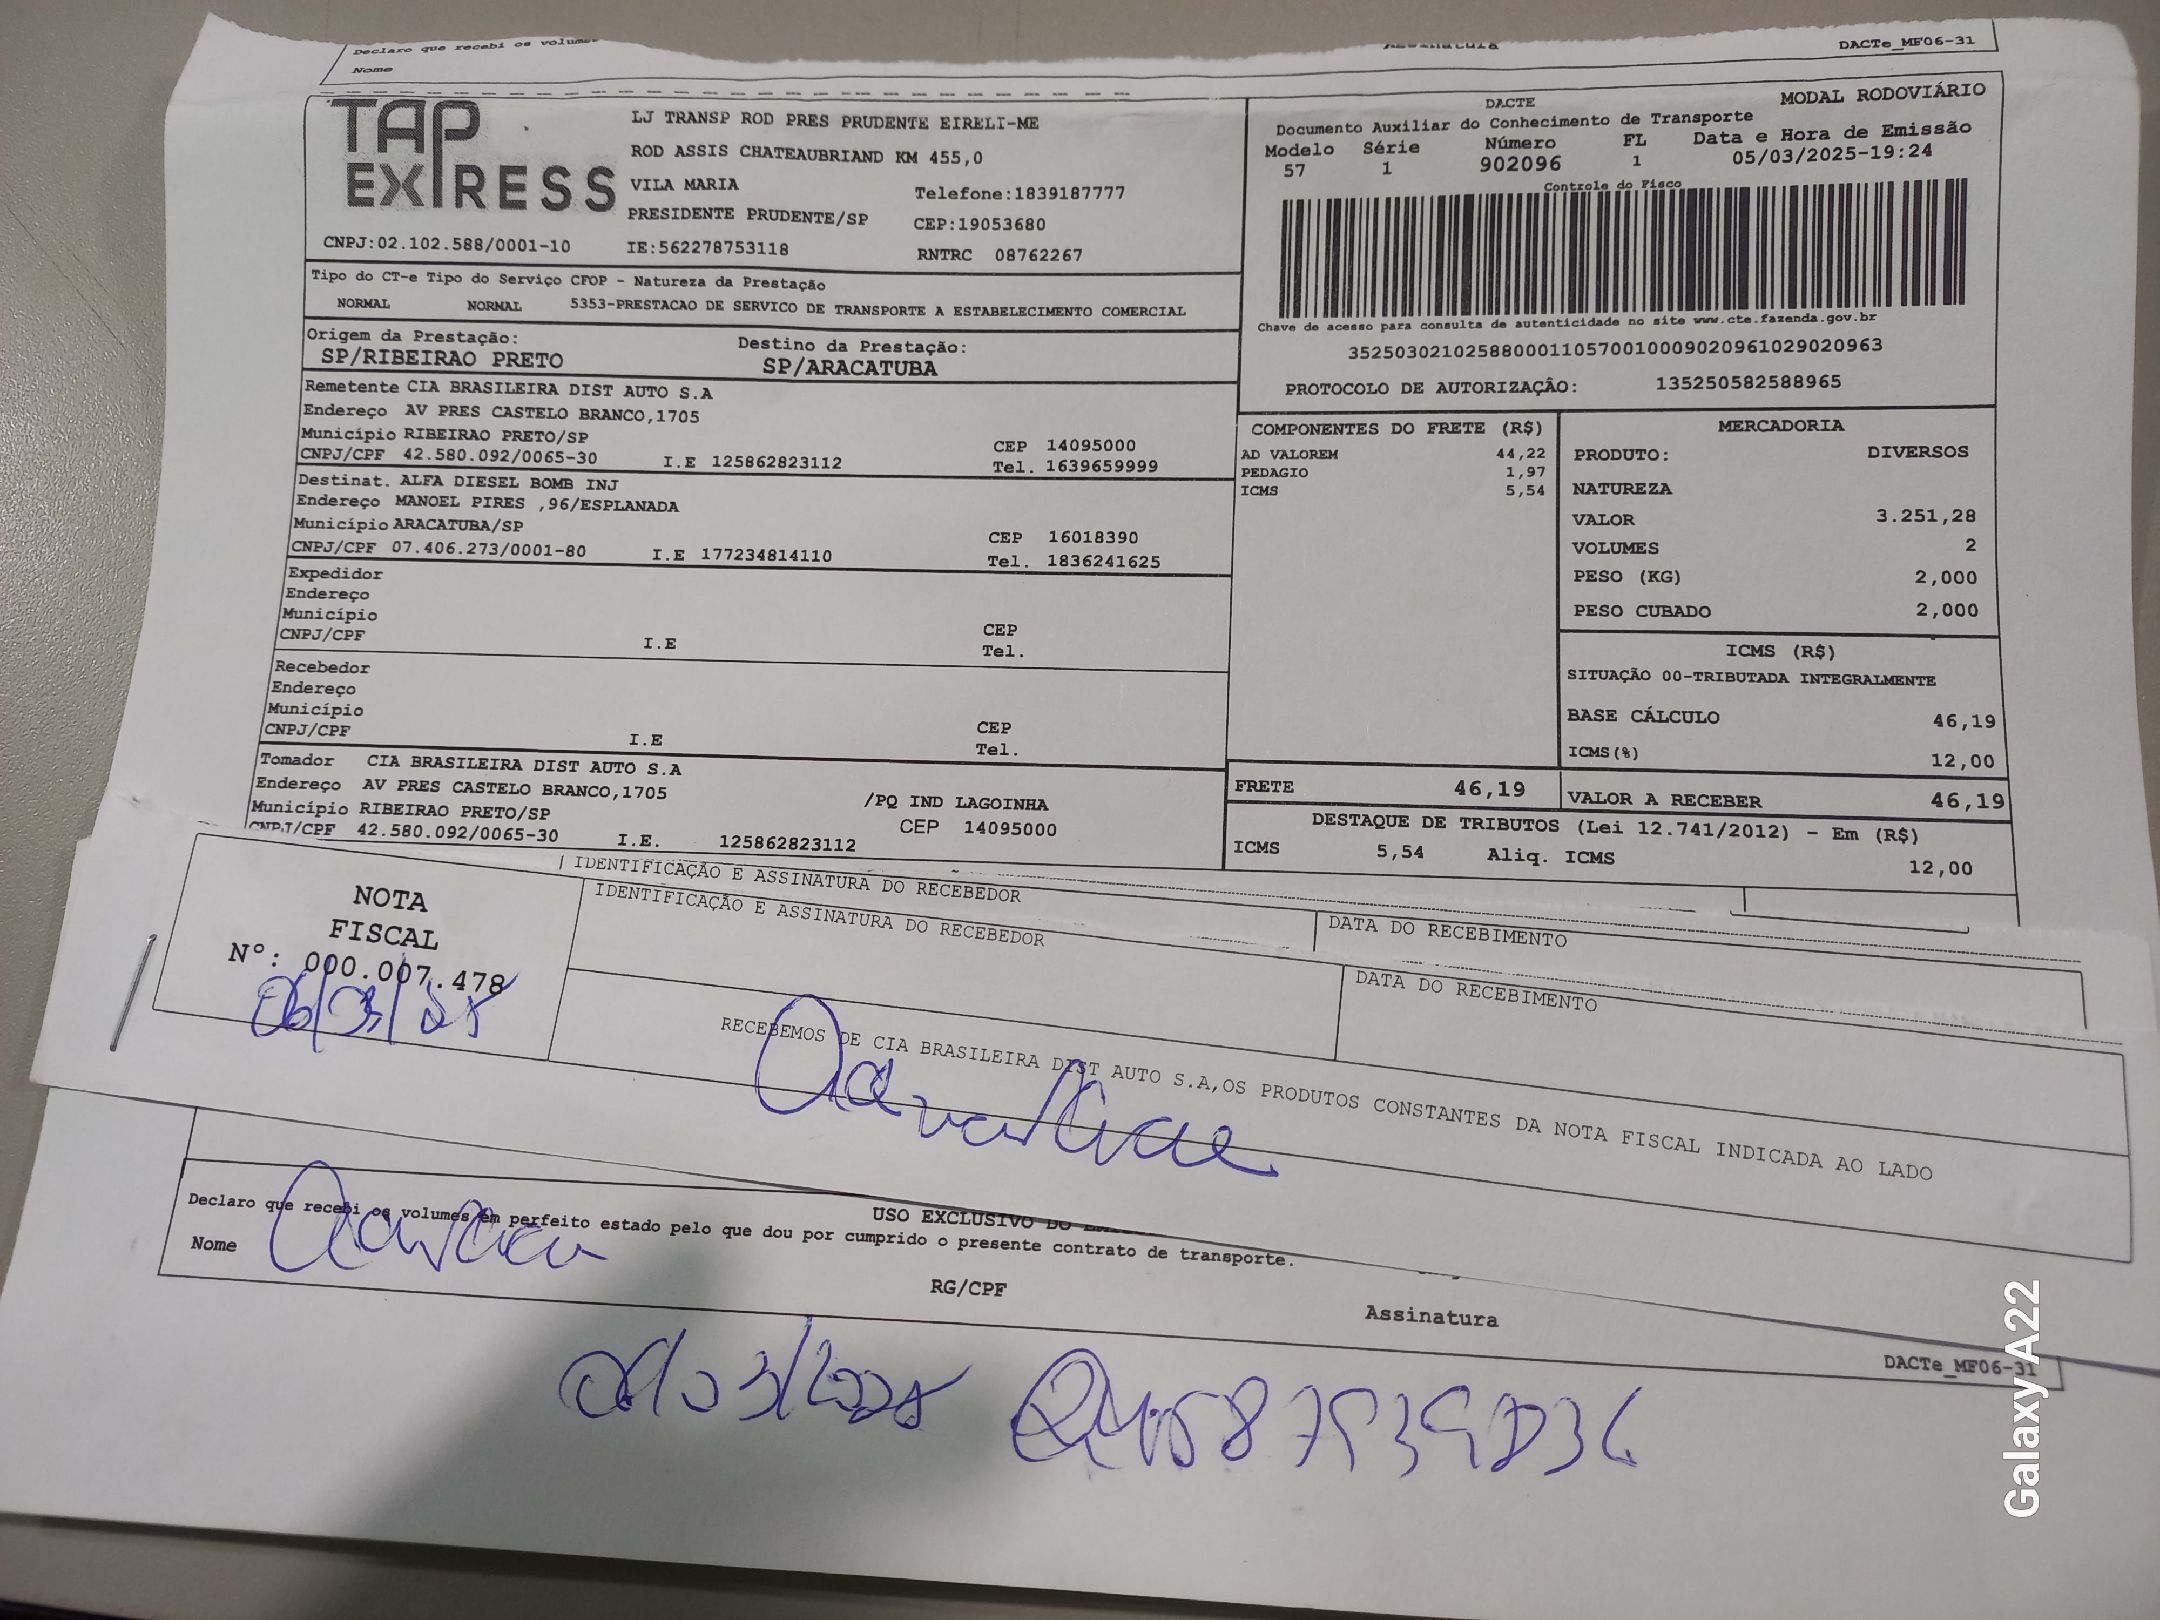 Declaro que recebi os volumes
Assinatura
DACTe_MF06-31
Nome
TAP EXPRESS
LJ TRANSP ROD PRES PRUDENTE EIRELI-ME
ROD ASSIS CHATEAUBRIAND KM 455,0
VILA MARIA Telefone:1839187777
PRESIDENTE PRUDENTE/SP CEP:19053680
CNPJ:02.102.588/0001-10 IE:562278753118 RNTRC 08762267
DACTE MODAL RODOVIÁRIO
Documento Auxiliar do Conhecimento de Transporte
Modelo Série Número FL Data e Hora de Emissão
57 1 902096 1 05/03/2025-19:24
Controle do Fisco
Chave de acesso para consulta de autenticidade no site www.cte.fazenda.gov.br
35250302102588000110570010009020961029020963
PROTOCOLO DE AUTORIZAÇÃO: 135250582588965
Tipo do CT-e Tipo do Serviço CFOP - Natureza da Prestação
NORMAL NORMAL 5353-PRESTACAO DE SERVICO DE TRANSPORTE A ESTABELECIMENTO COMERCIAL
Origem da Prestação: Destino da Prestação:
SP/RIBEIRAO PRETO SP/ARACATUBA
Remetente CIA BRASILEIRA DIST AUTO S.A
Endereço AV PRES CASTELO BRANCO,1705
Município RIBEIRAO PRETO/SP CEP 14095000
CNPJ/CPF 42.580.092/0065-30 I.E 125862823112 Tel. 1639659999
Destinat. ALFA DIESEL BOMB INJ
Endereço MANOEL PIRES ,96/ESPLANADA
Município ARACATUBA/SP CEP 16018390
CNPJ/CPF 07.406.273/0001-80 I.E 177234814110 Tel. 1836241625
Expedidor
Endereço
Município CEP
CNPJ/CPF I.E Tel.
Recebedor
Endereço
Município CEP
CNPJ/CPF I.E Tel.
Tomador CIA BRASILEIRA DIST AUTO S.A
Endereço AV PRES CASTELO BRANCO,1705 /PQ IND LAGOINHA
Município RIBEIRAO PRETO/SP CEP 14095000
CNPJ/CPF 42.580.092/0065-30 I.E. 125862823112
COMPONENTES DO FRETE (R$)
AD VALOREM 44,22
PEDAGIO 1,97
ICMS 5,54
MERCADORIA
PRODUTO: DIVERSOS
NATUREZA
VALOR 3.251,28
VOLUMES 2
PESO (KG) 2,000
PESO CUBADO 2,000
ICMS (R$)
SITUAÇÃO 00-TRIBUTADA INTEGRALMENTE
BASE CÁLCULO 46,19
ICMS(%) 12,00
FRETE 46,19 VALOR A RECEBER 46,19
DESTAQUE DE TRIBUTOS (Lei 12.741/2012) - Em (R$)
ICMS 5,54 Aliq. ICMS 12,00
IDENTIFICAÇÃO E ASSINATURA DO RECEBEDOR
DATA DO RECEBIMENTO
NOTA
FISCAL
Nº: 000.007.478
IDENTIFICAÇÃO E ASSINATURA DO RECEBEDOR
DATA DO RECEBIMENTO
RECEBEMOS DE CIA BRASILEIRA DIST AUTO S.A,OS PRODUTOS CONSTANTES DA NOTA FISCAL INDICADA AO LADO
USO EXCLUSIVO DO
Declaro que recebi os volumes em perfeito estado pelo que dou por cumprido o presente contrato de transporte.
Nome
RG/CPF
Assinatura
DACTe_MF06-31
Galaxy A22